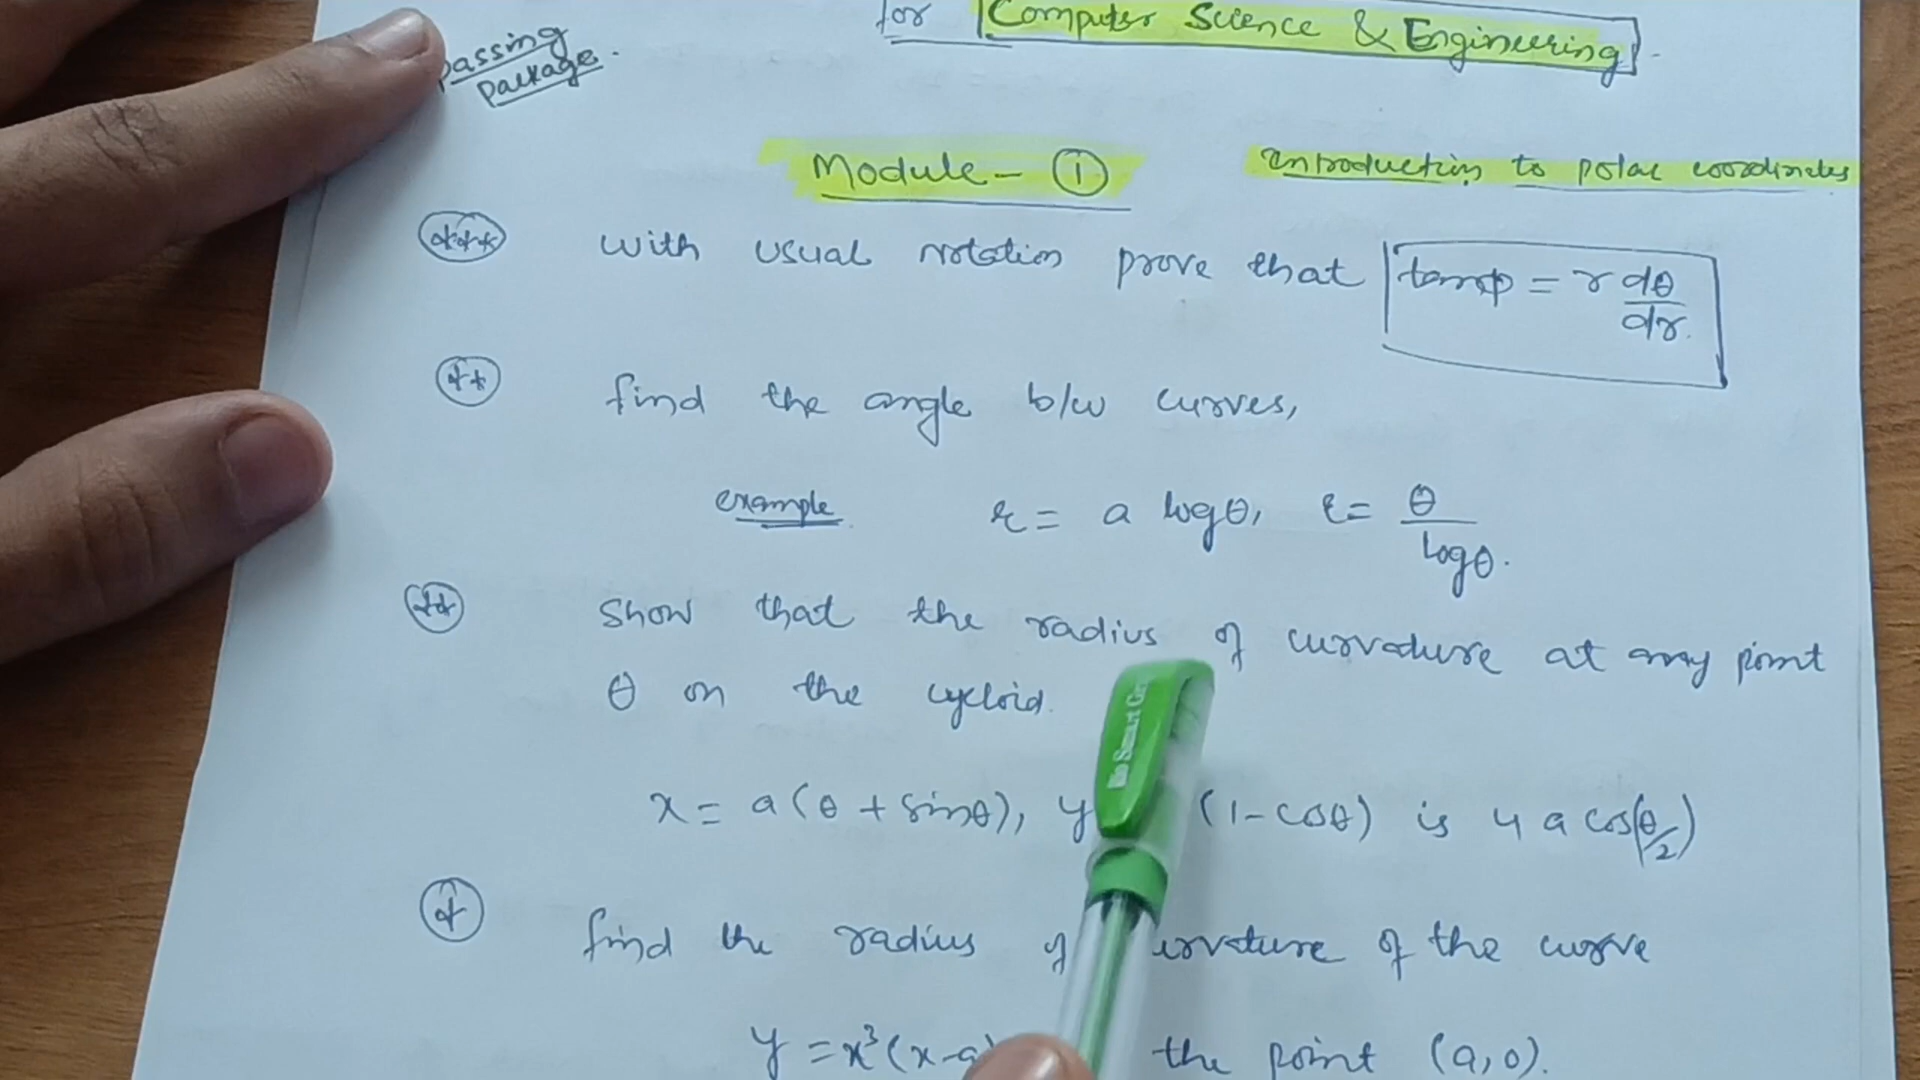 for Computer Science & Engineering
passing
package.
Module - ①
Introduction to polar coordinates
*** with usual notation prove that tanφ = r dθ/dr.
** find the angle b/w curves,
example r = a logθ, r = θ/logθ.
** show that the radius of curvature at any point
θ on the cycloid.
x = a(θ + sinθ), y (1-cosθ) is 4 a cos(θ/2)
* find the radius of curvature of the curve
y = x³(x-a) the point (a,0).